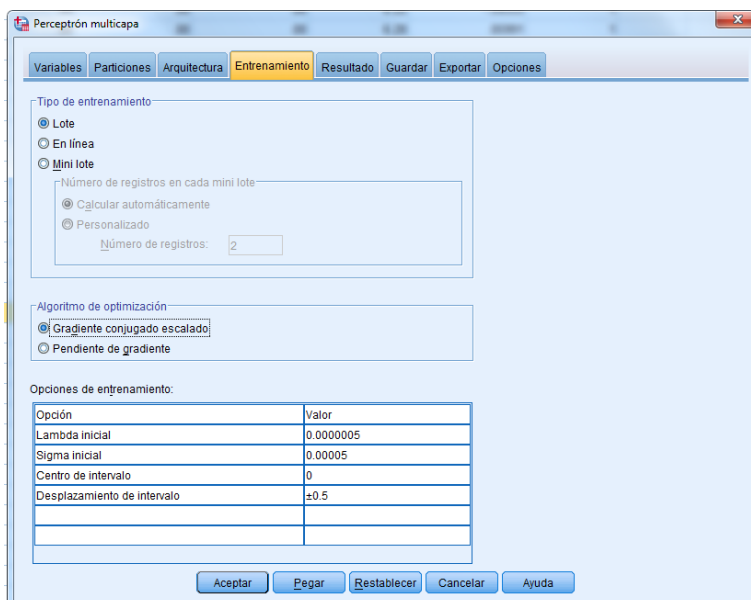 Perceptrón multicapa
Variables Particiones Arquitectura Entrenamiento Resultado Guardar Exportar Opciones
Tipo de entrenamiento
Lote
En línea
Mini lote
Número de registros en cada mini lote
Calcular automáticamente
Personalizado
Número de registros: 2
Algoritmo de optimización
Gradiente conjugado escalado
Pendiente de gradiente
Opciones de entrenamiento:
Opción Valor
Lambda inicial 0.0000005
Sigma inicial 0.00005
Centro de intervalo 0
Desplazamiento de intervalo ±0.5
Aceptar Pegar Restablecer Cancelar Ayuda